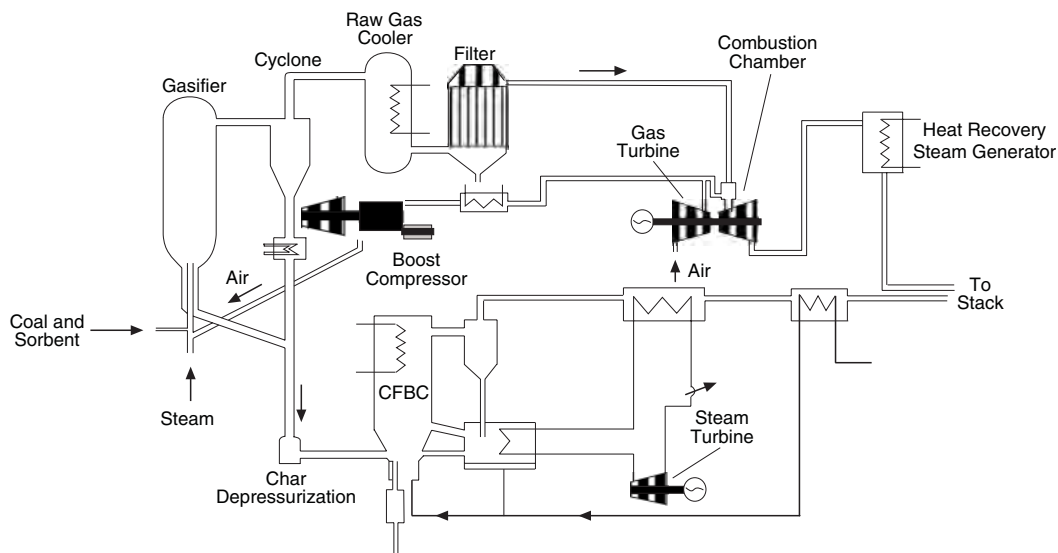 Raw Gas
Cooler
Combustion
Chamber
Cyclone
Filter
Gasifier
Gas
Turbine
Heat Recovery
Steam Generator
Air
Boost
Compressor
Air
To
Stack
Coal and
Sorbent
CFBC
Steam
Steam
Turbine
Char
Depressurization